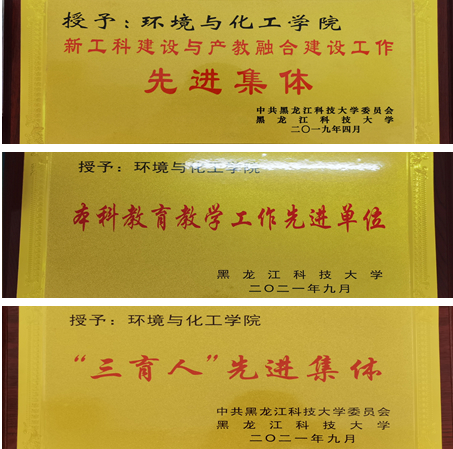 授予：环境与化工学院
新工科建设与产教融合建设工作
先进集体
中共黑龙江科技大学委员会
黑龙江科技大学
二〇一九年四月
授予：环境与化工学院
本科教育教学工作先进单位
黑龙江科技大学
二〇二一年九月
授予：环境与化工学院
“三育人”先进集体
中共黑龙江科技大学委员会
黑龙江科技大学
二〇二一年九月